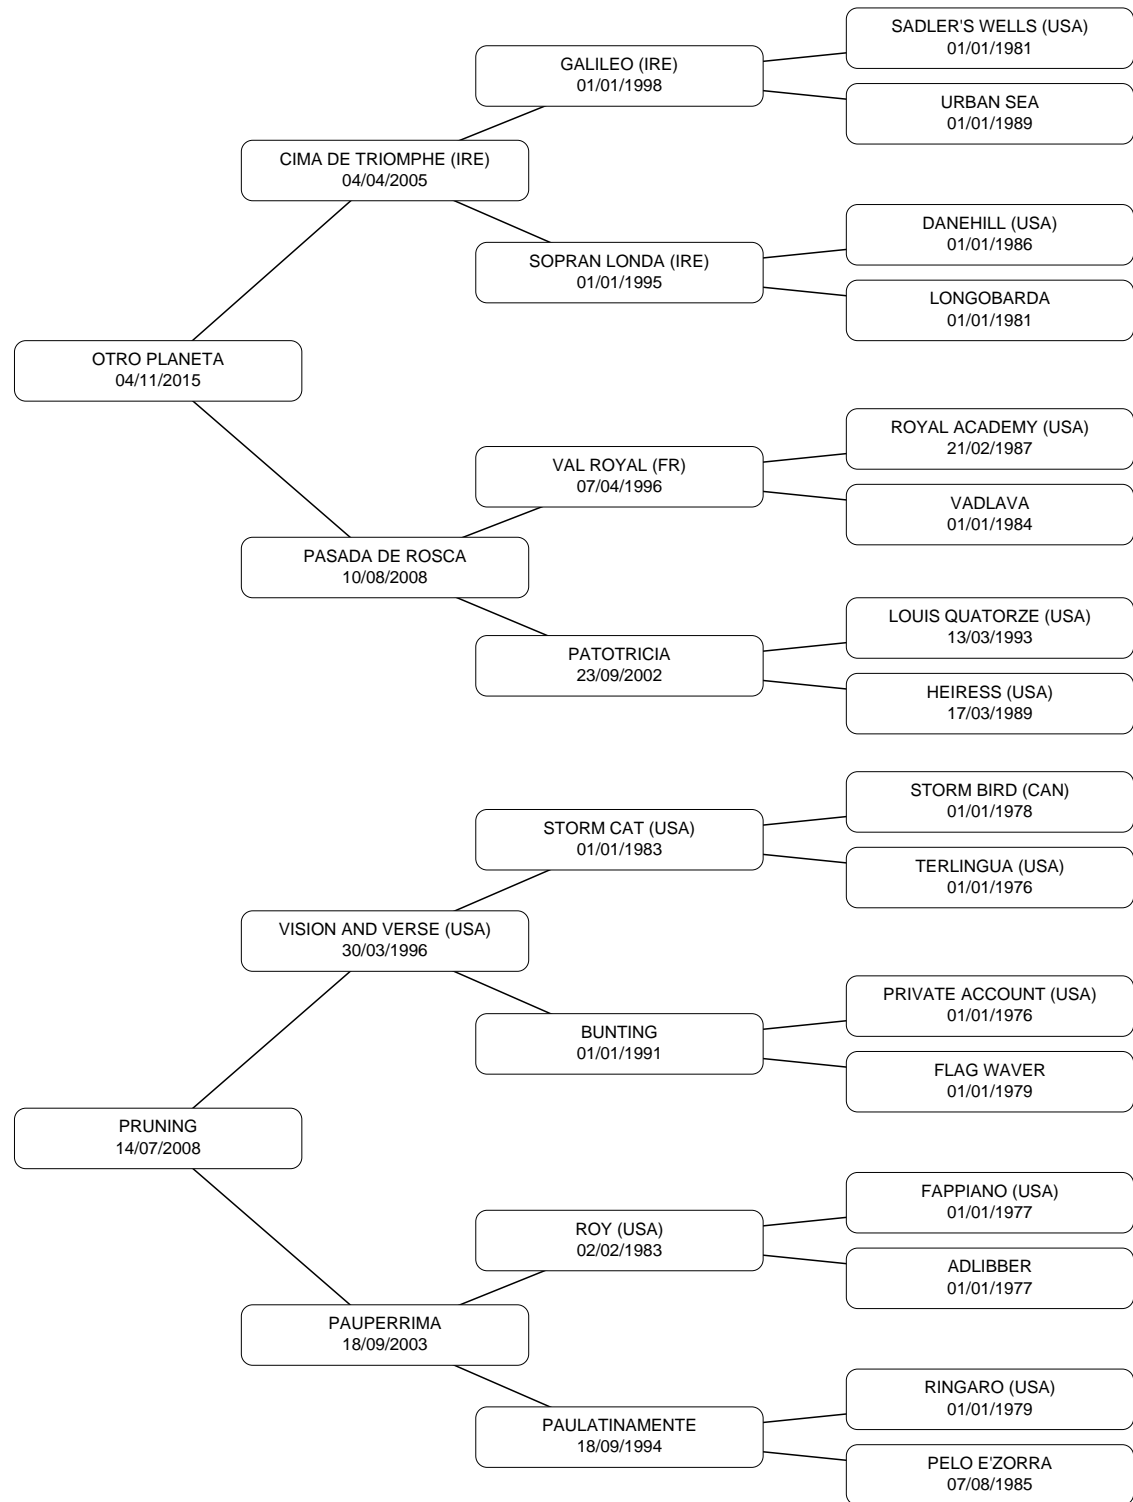 SADLER'S WELLS (USA)
01/01/1981
GALILEO (IRE)
01/01/1998
URBAN SEA
01/01/1989
CIMA DE TRIOMPHE (IRE)
04/04/2005
DANEHILL (USA)
01/01/1986
SOPRAN LONDA (IRE)
01/01/1995
LONGOBARDA
01/01/1981
OTRO PLANETA
04/11/2015
ROYAL ACADEMY (USA)
21/02/1987
VAL ROYAL (FR)
07/04/1996
VADLAVA
01/01/1984
PASADA DE ROSCA
10/08/2008
LOUIS QUATORZE (USA)
13/03/1993
PATOTRICIA
23/09/2002
HEIRESS (USA)
17/03/1989
STORM BIRD (CAN)
01/01/1978
STORM CAT (USA)
01/01/1983
TERLINGUA (USA)
01/01/1976
VISION AND VERSE (USA)
30/03/1996
PRIVATE ACCOUNT (USA)
01/01/1976
BUNTING
01/01/1991
FLAG WAVER
01/01/1979
PRUNING
14/07/2008
FAPPIANO (USA)
01/01/1977
ROY (USA)
02/02/1983
ADLIBBER
01/01/1977
PAUPERRIMA
18/09/2003
RINGARO (USA)
01/01/1979
PAULATINAMENTE
18/09/1994
PELO E'ZORRA
07/08/1985